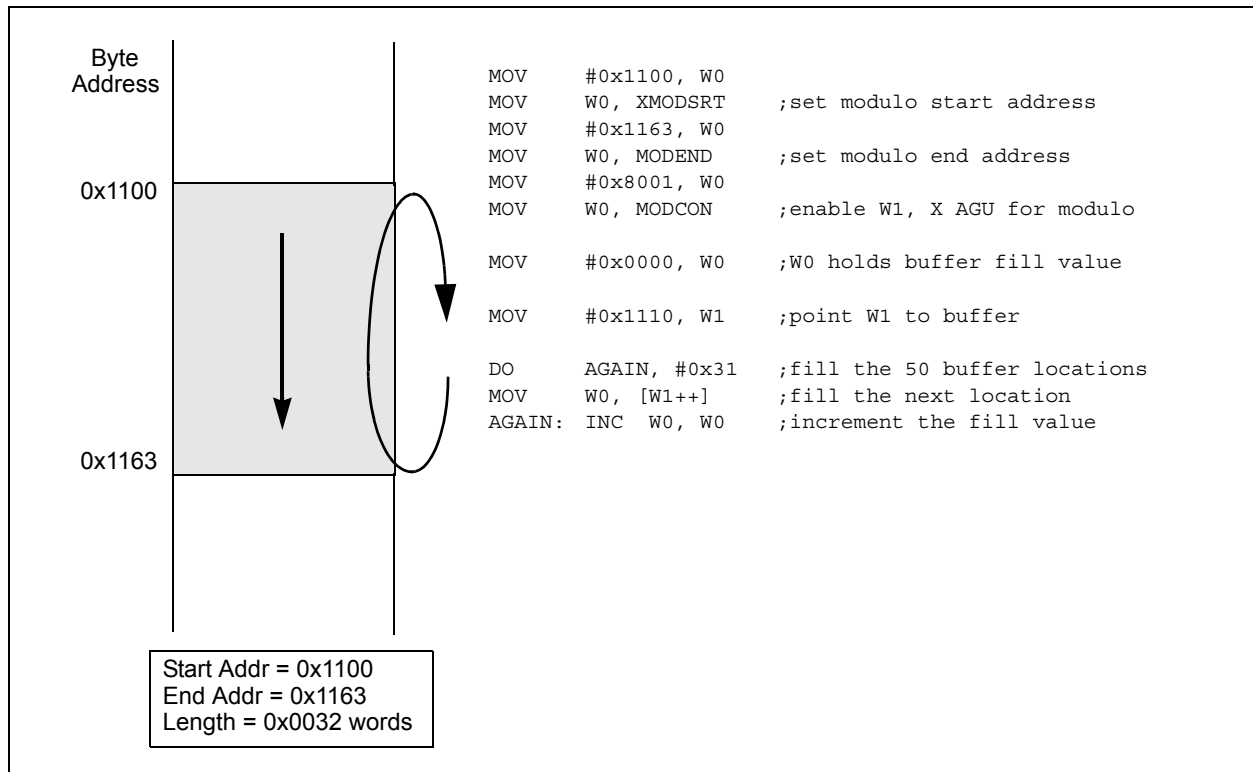 Byte
Address
0x1100
0x1163
MOV #0x1100, W0
MOV W0, XMODSRT ;set modulo start address
MOV #0x1163, W0
MOV W0, MODEND ;set modulo end address
MOV #0x8001, W0
MOV W0, MODCON ;enable W1, X AGU for modulo
MOV #0x0000, W0 ;W0 holds buffer fill value
MOV #0x1110, W1 ;point W1 to buffer
DO AGAIN, #0x31 ;fill the 50 buffer locations
MOV W0, [W1++] ;fill the next location
AGAIN: INC W0, W0 ;increment the fill value
Start Addr = 0x1100
End Addr = 0x1163
Length = 0x0032 words